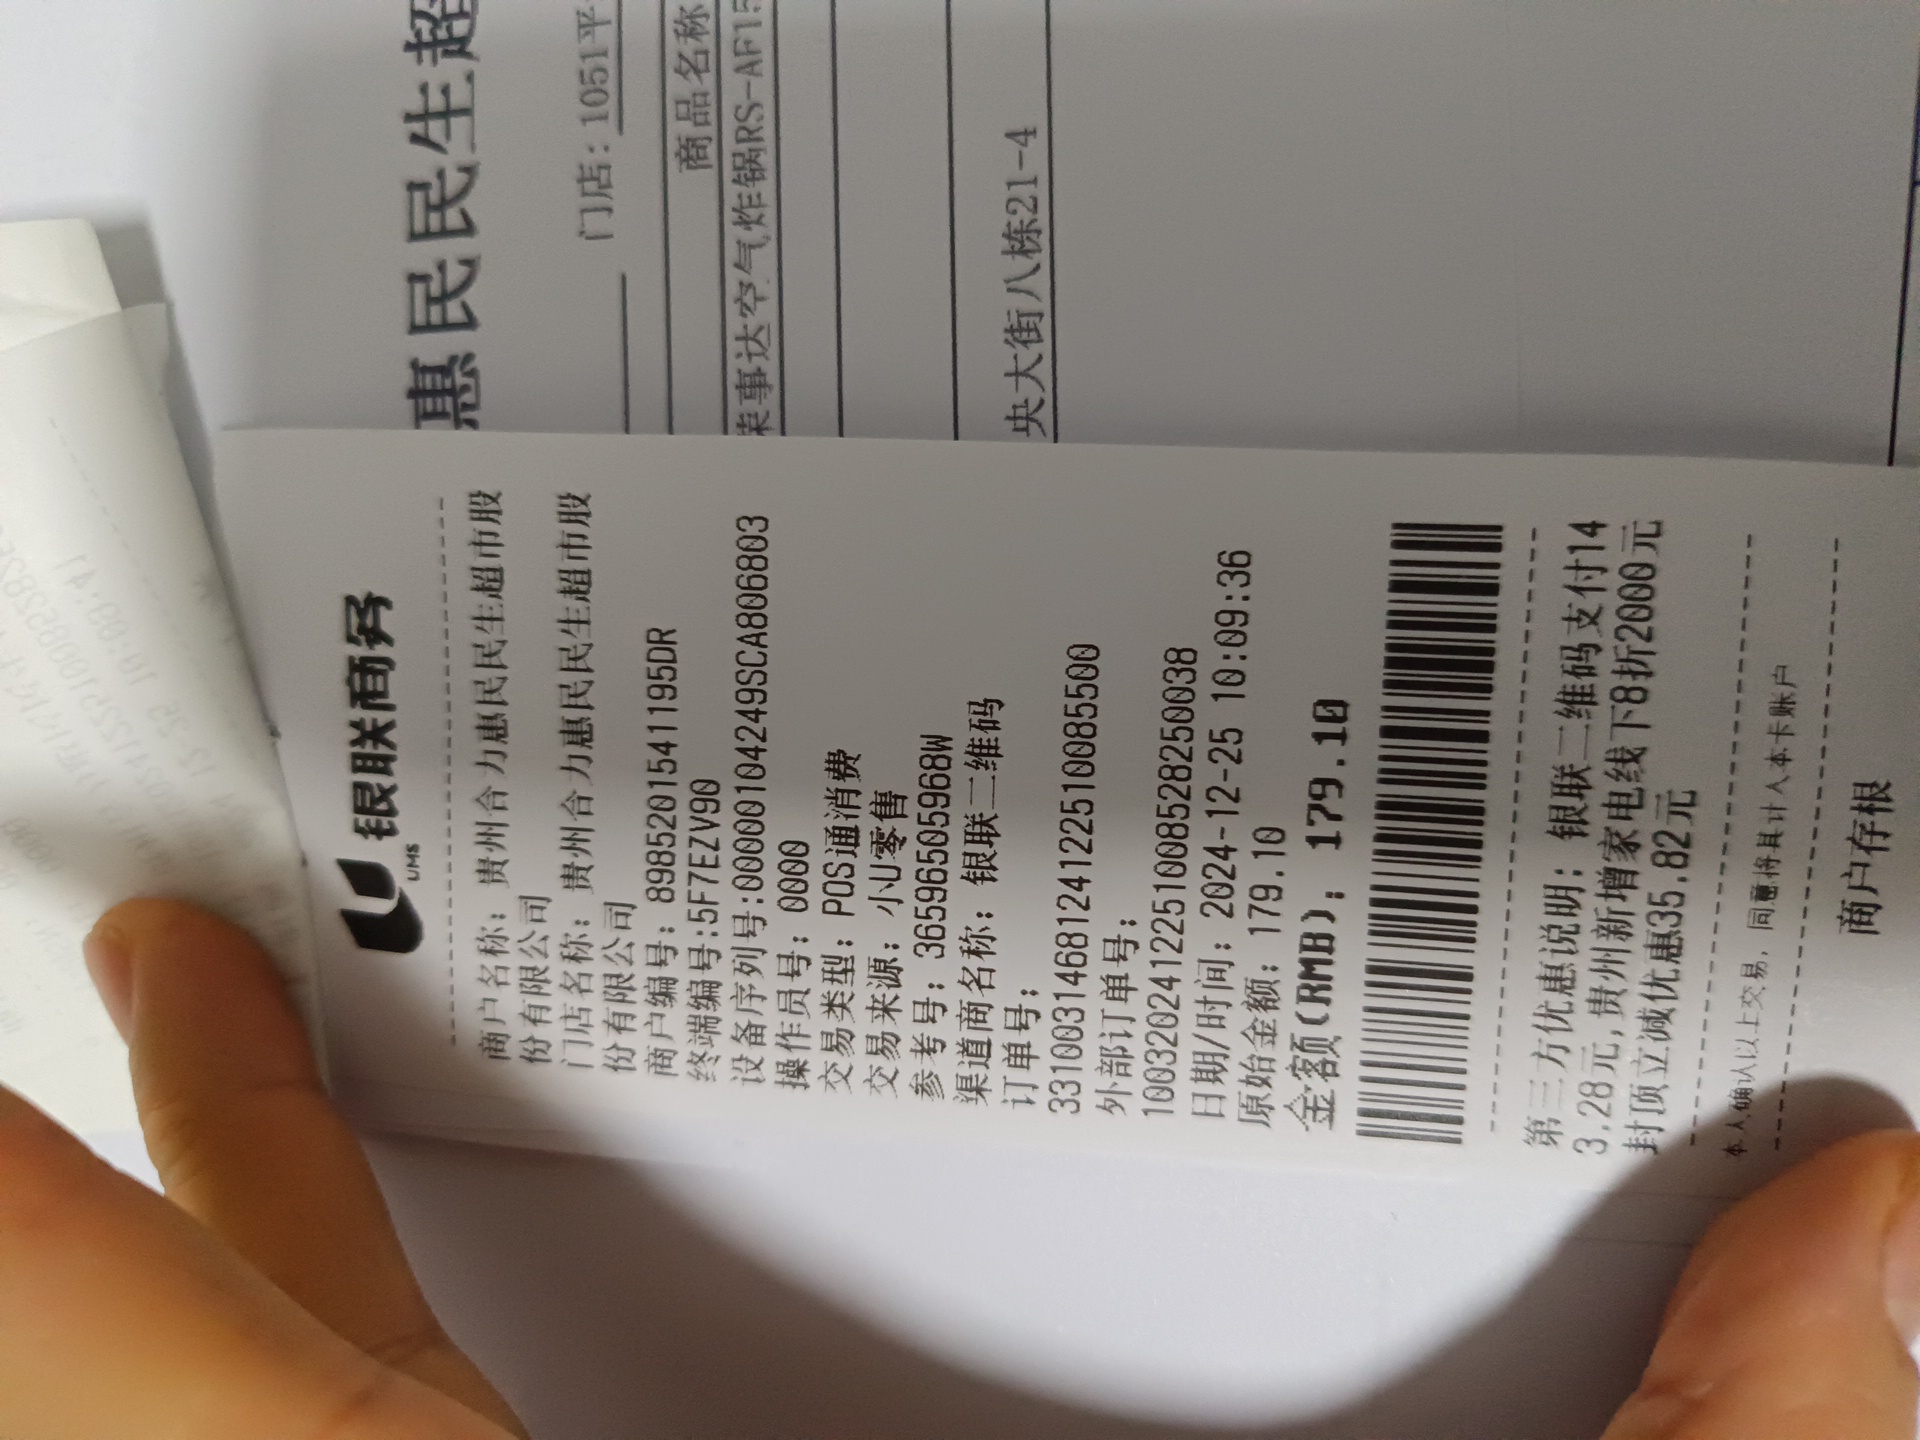 惠民民生超
门店：1051平
商品名称
荣事达空气炸锅RS-AF15
央大街八栋21-4
银联商务
UMS
商户名称：贵州合力惠民民生超市股
份有限公司
门店名称：贵州合力惠民民生超市股
份有限公司
商户编号：8985201541119​5DR
终端编号:5F7EZV90
设备序列号:0000010424​9SCA806803
操作员号：0000
交易类型：POS通消费
交易来源：小U零售
参考号：36596505968W
渠道商名称：银联二维码
订单号：
33100314681241225100​85500
外部订单号：
10032024122510085282​50038
日期/时间：2024-12-25 10:09:36
原始金额：179.10
金额(RMB)：179.10
第三方优惠说明：银联二维码支付14
3.28元,贵州新增家电线下8折2000元
封顶立减优惠35.82元
本人确认以上交易，同意将其计入本卡账户
商户存根